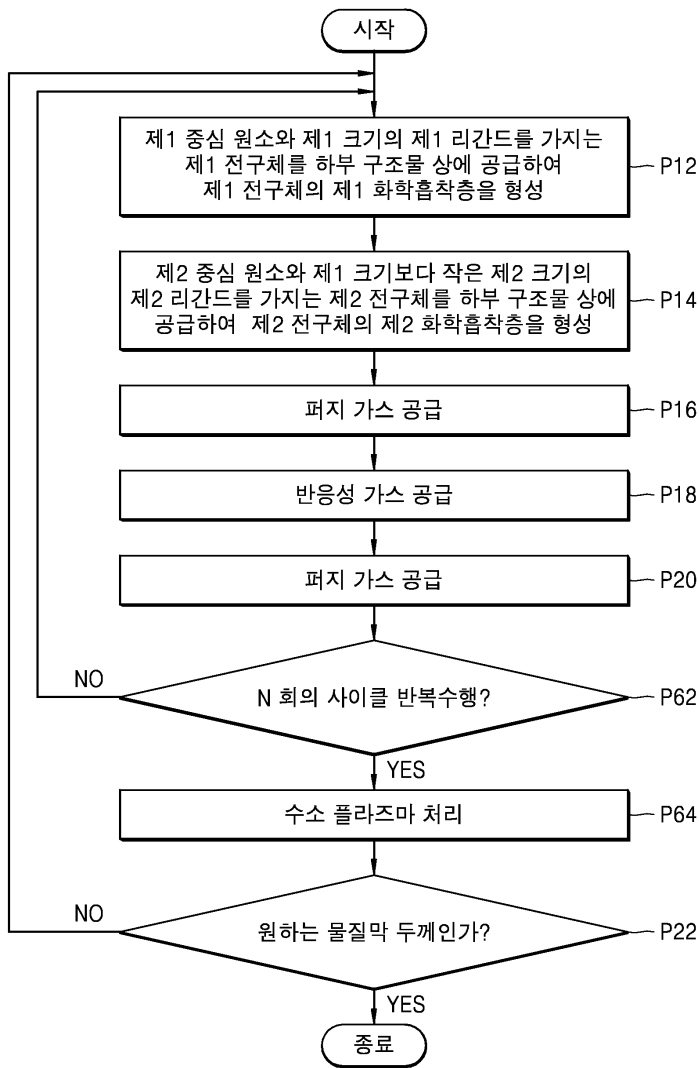 시작
제1 중심 원소와 제1 크기의 제1 리간드를 가지는
제1 전구체를 하부 구조물 상에 공급하여
제1 전구체의 제1 화학흡착층을 형성
P12
제2 중심 원소와 제1 크기보다 작은 제2 크기의
제2 리간드를 가지는 제2 전구체를 하부 구조물 상에
공급하여 제2 전구체의 제2 화학흡착층을 형성
P14
퍼지 가스 공급
P16
반응성 가스 공급
P18
퍼지 가스 공급
P20
NO
N 회의 사이클 반복수행?
P62
YES
수소 플라즈마 처리
P64
NO
원하는 물질막 두께인가?
P22
YES
종료